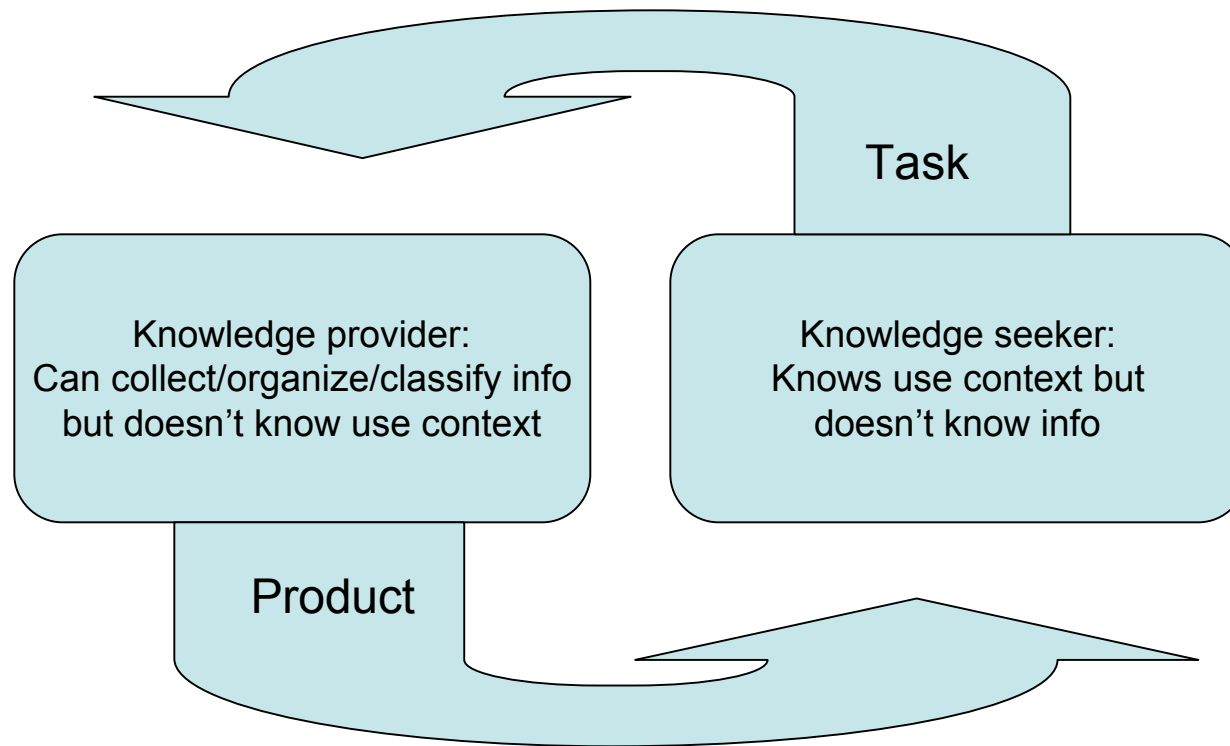 Task
Knowledge provider:
Can collect/organize/classify info
but doesn’t know use context
Knowledge seeker:
Knows use context but
doesn’t know info
Product